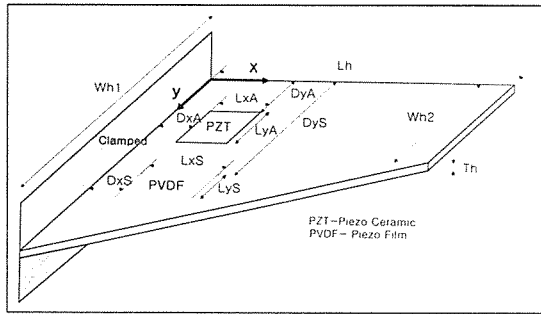 X
Lh
Wh1
y
LxA
DyA
DxA
PZT
LyA
DyS
Wh2
Clamped
LxS
Th
DxS
PVDF
LyS
PZT-Piezo Ceramic
PVDF- Piezo Film